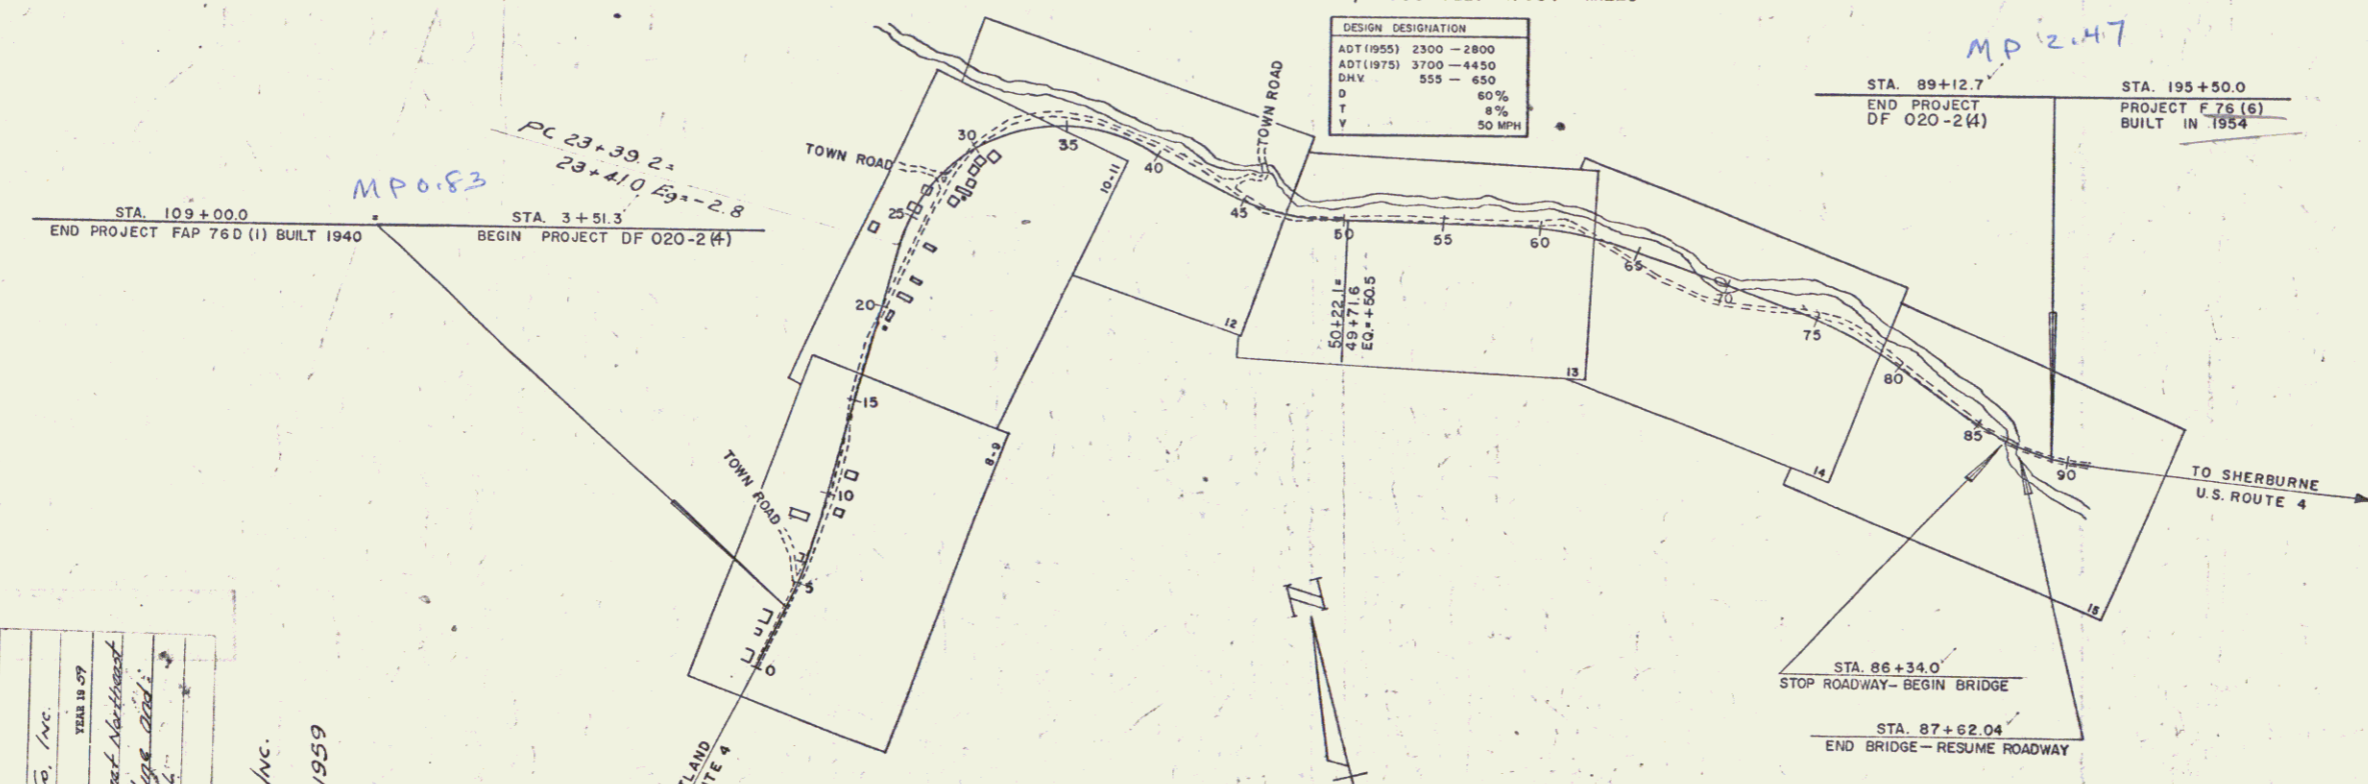 DESIGN DESIGNATION
ADT (1955) 2300 - 2800
ADT (1975) 3700 - 4450
D.H.V. 555 - 650
D 60%
T 8%
V 50 MPH
MP 2.47
STA. 89+12.7
END PROJECT
DF 020-2(4)
STA. 195+50.0
PROJECT F 76 (6)
BUILT IN 1954
PC 23+39.2=
23+41.0 Eq=-2.8
MP 0.83
STA. 109+00.0 = STA. 3+51.3
END PROJECT FAP 76D (1) BUILT 1940
BEGIN PROJECT DF 020-2(4)
TOWN ROAD
TOWN ROAD
TOWN ROAD
0
5
10
15
20
25
30
35
40
45
50
55
60
65
70
75
80
85
90
8-9
10-11
12
13
14
15
50+22.1=
49+71.6
EQ.=+50.5
TO SHERBURNE
U.S. ROUTE 4
STA. 86+34.0
STOP ROADWAY-BEGIN BRIDGE
STA. 87+62.04
END BRIDGE-RESUME ROADWAY
N
INC.
YEAR 1959
Northeast
and:
INC.
1959